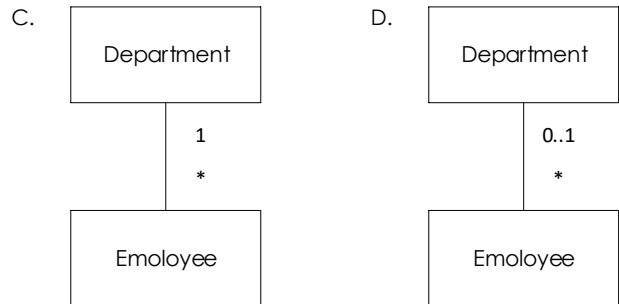 C.
D.
Department
Department
1
0..1
*
*
Emoloyee
Emoloyee